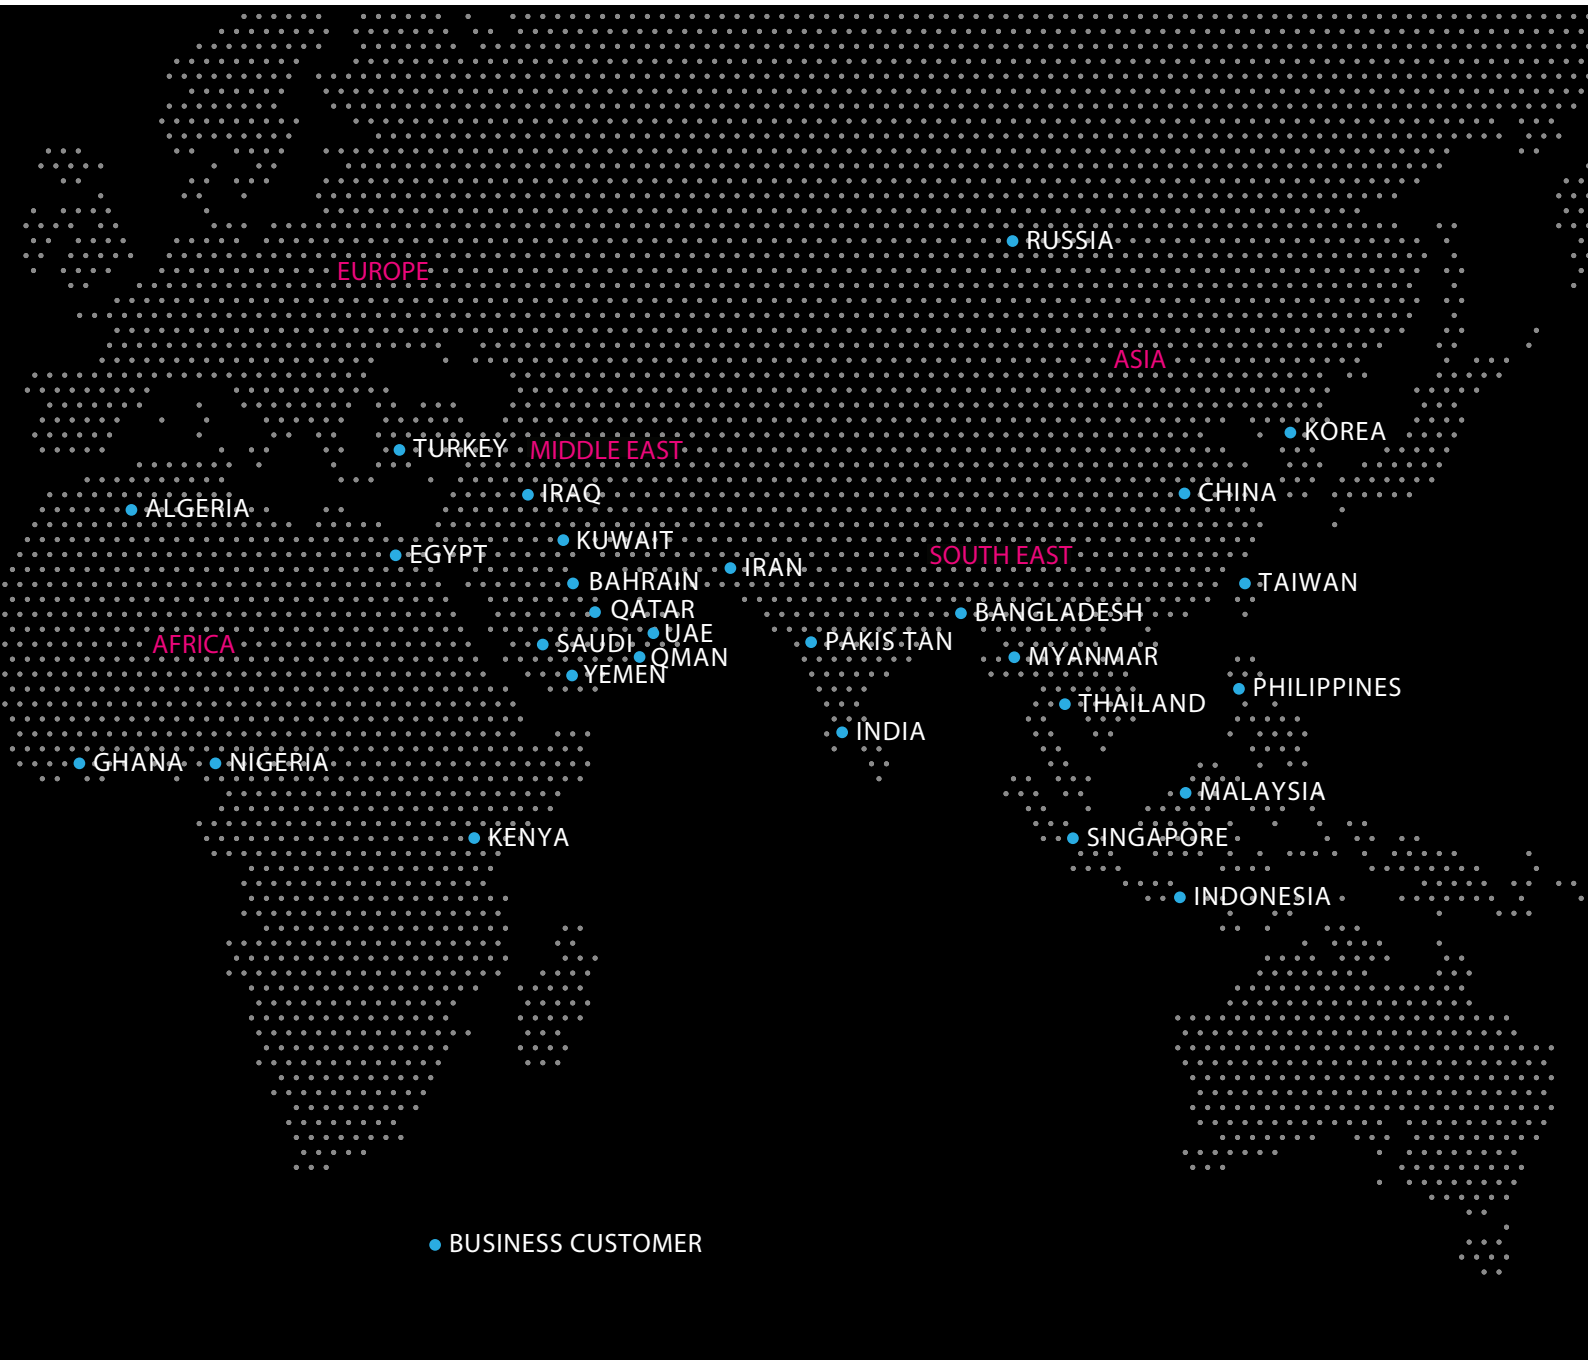 RUSSIA
EUROPE
ASIA
KOREA
TURKEY
MIDDLE EAST
IRAQ
CHINA
ALGERIA
KUWAIT
EGYPT
SOUTH EAST
IRAN
BAHRAIN
TAIWAN
QATAR
BANGLADESH
UAE
AFRICA
SAUDI
PAKIS TAN
QMAN
MYANMAR
YEMEN
PHILIPPINES
THAILAND
INDIA
GHANA
NIGERIA
MALAYSIA
KENYA
SINGAPORE
INDONESIA
BUSINESS CUSTOMER